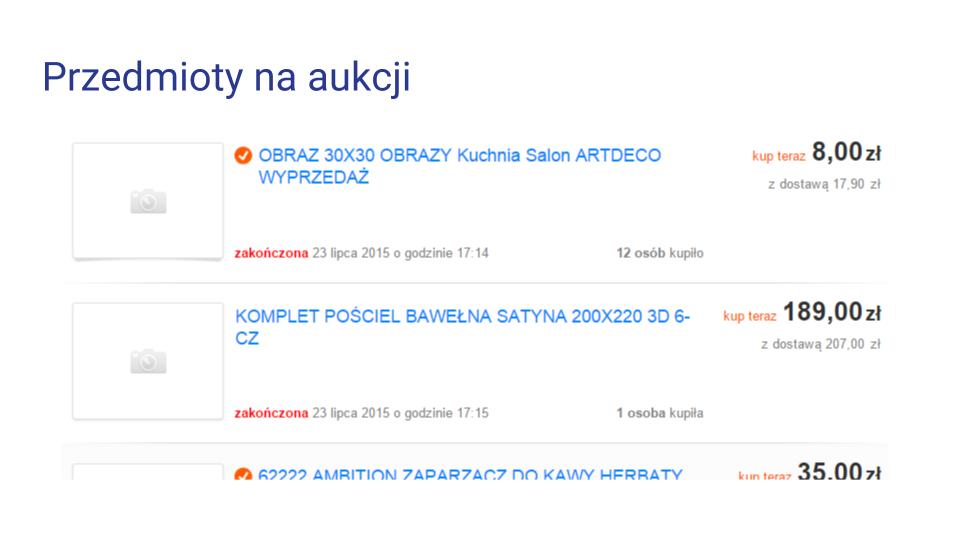 Przedmioty na aukcji
OBRAZ 30X30 OBRAZY Kuchnia Salon ARTDECO
WYPRZEDAŻ
kup teraz 8,00 zł
z dostawą 17,90 zł
zakończona 23 lipca 2015 o godzinie 17:14
12 osób kupiło
KOMPLET POŚCIEL BAWEŁNA SATYNA 200X220 3D 6-
CZ
kup teraz 189,00 zł
z dostawą 207,00 zł
zakończona 23 lipca 2015 o godzinie 17:15
1 osoba kupiła
62222 AMBITION ZAPARZACZ DO KAWY HERBATY
kup teraz 35,00 zł